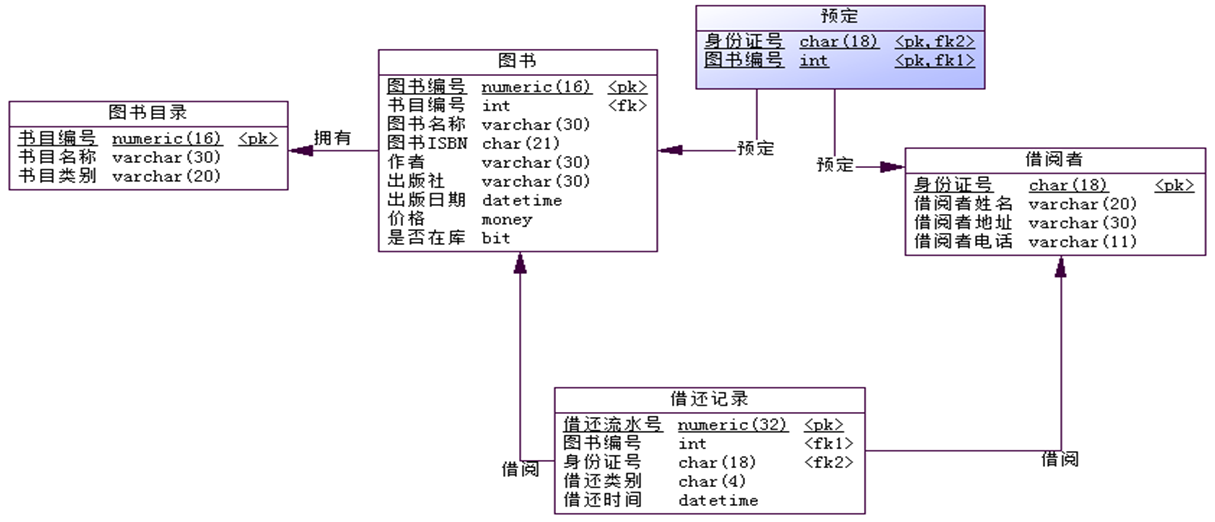 图书目录
书目编号 numeric(16) <pk>
书目名称 varchar(30)
书目类别 varchar(20)
拥有
图书
图书编号 numeric(16) <pk>
书目编号 int <fk>
图书名称 varchar(30)
图书ISBN char(21)
作者 varchar(30)
出版社 varchar(30)
出版日期 datetime
价格 money
是否在库 bit
预定
身份证号 char(18) <pk,fk2>
图书编号 int <pk,fk1>
预定
预定
借阅者
身份证号 char(18) <pk>
借阅者姓名 varchar(20)
借阅者地址 varchar(30)
借阅者电话 varchar(11)
借还记录
借还流水号 numeric(32) <pk>
图书编号 int <fk1>
身份证号 char(18) <fk2>
借还类别 char(4)
借还时间 datetime
借阅
借阅